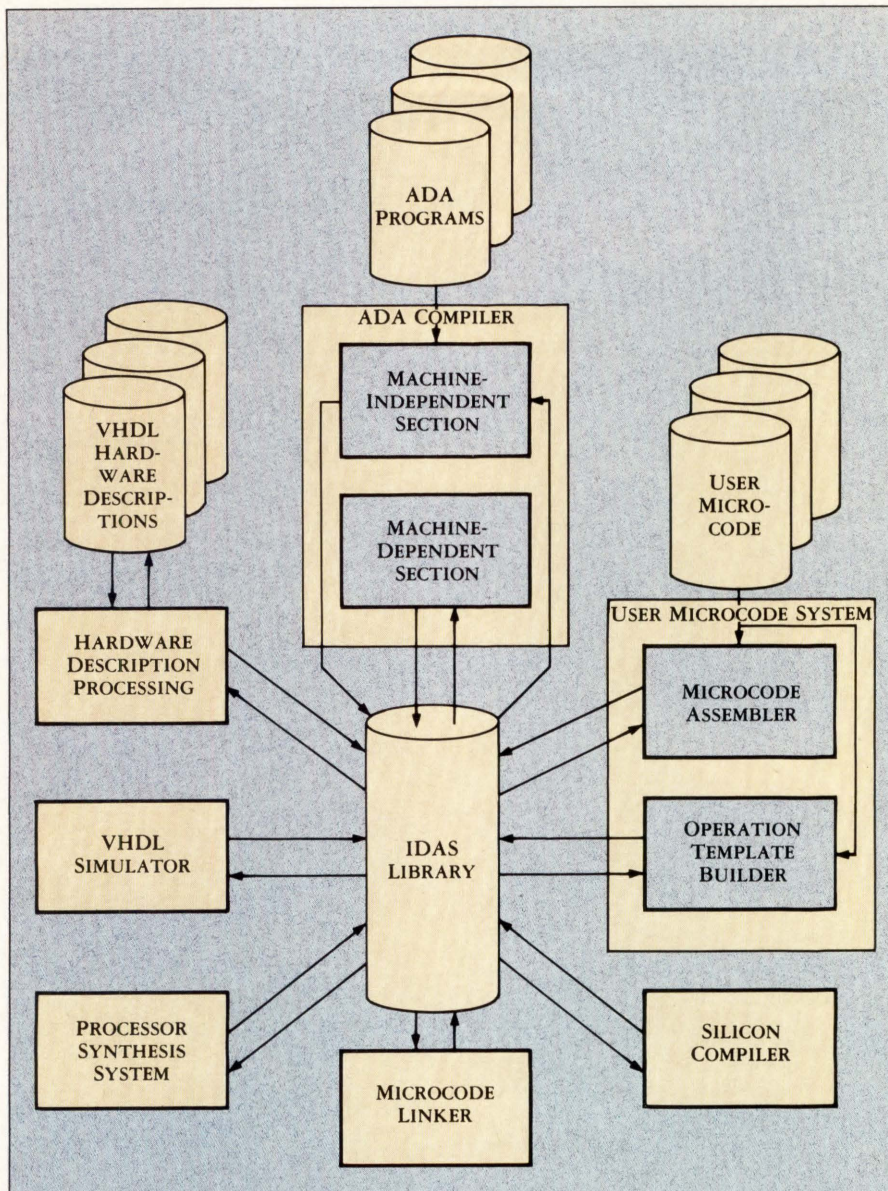 ADA
PROGRAMS
ADA COMPILER
MACHINE-
INDEPENDENT
SECTION
MACHINE-
DEPENDENT
SECTION
VHDL
HARD-
WARE
DESCRIP-
TIONS
USER
MICRO-
CODE
USER MICROCODE SYSTEM
HARDWARE
DESCRIPTION
PROCESSING
MICROCODE
ASSEMBLER
VHDL
SIMULATOR
IDAS
LIBRARY
OPERATION
TEMPLATE
BUILDER
PROCESSOR
SYNTHESIS
SYSTEM
MICROCODE
LINKER
SILICON
COMPILER